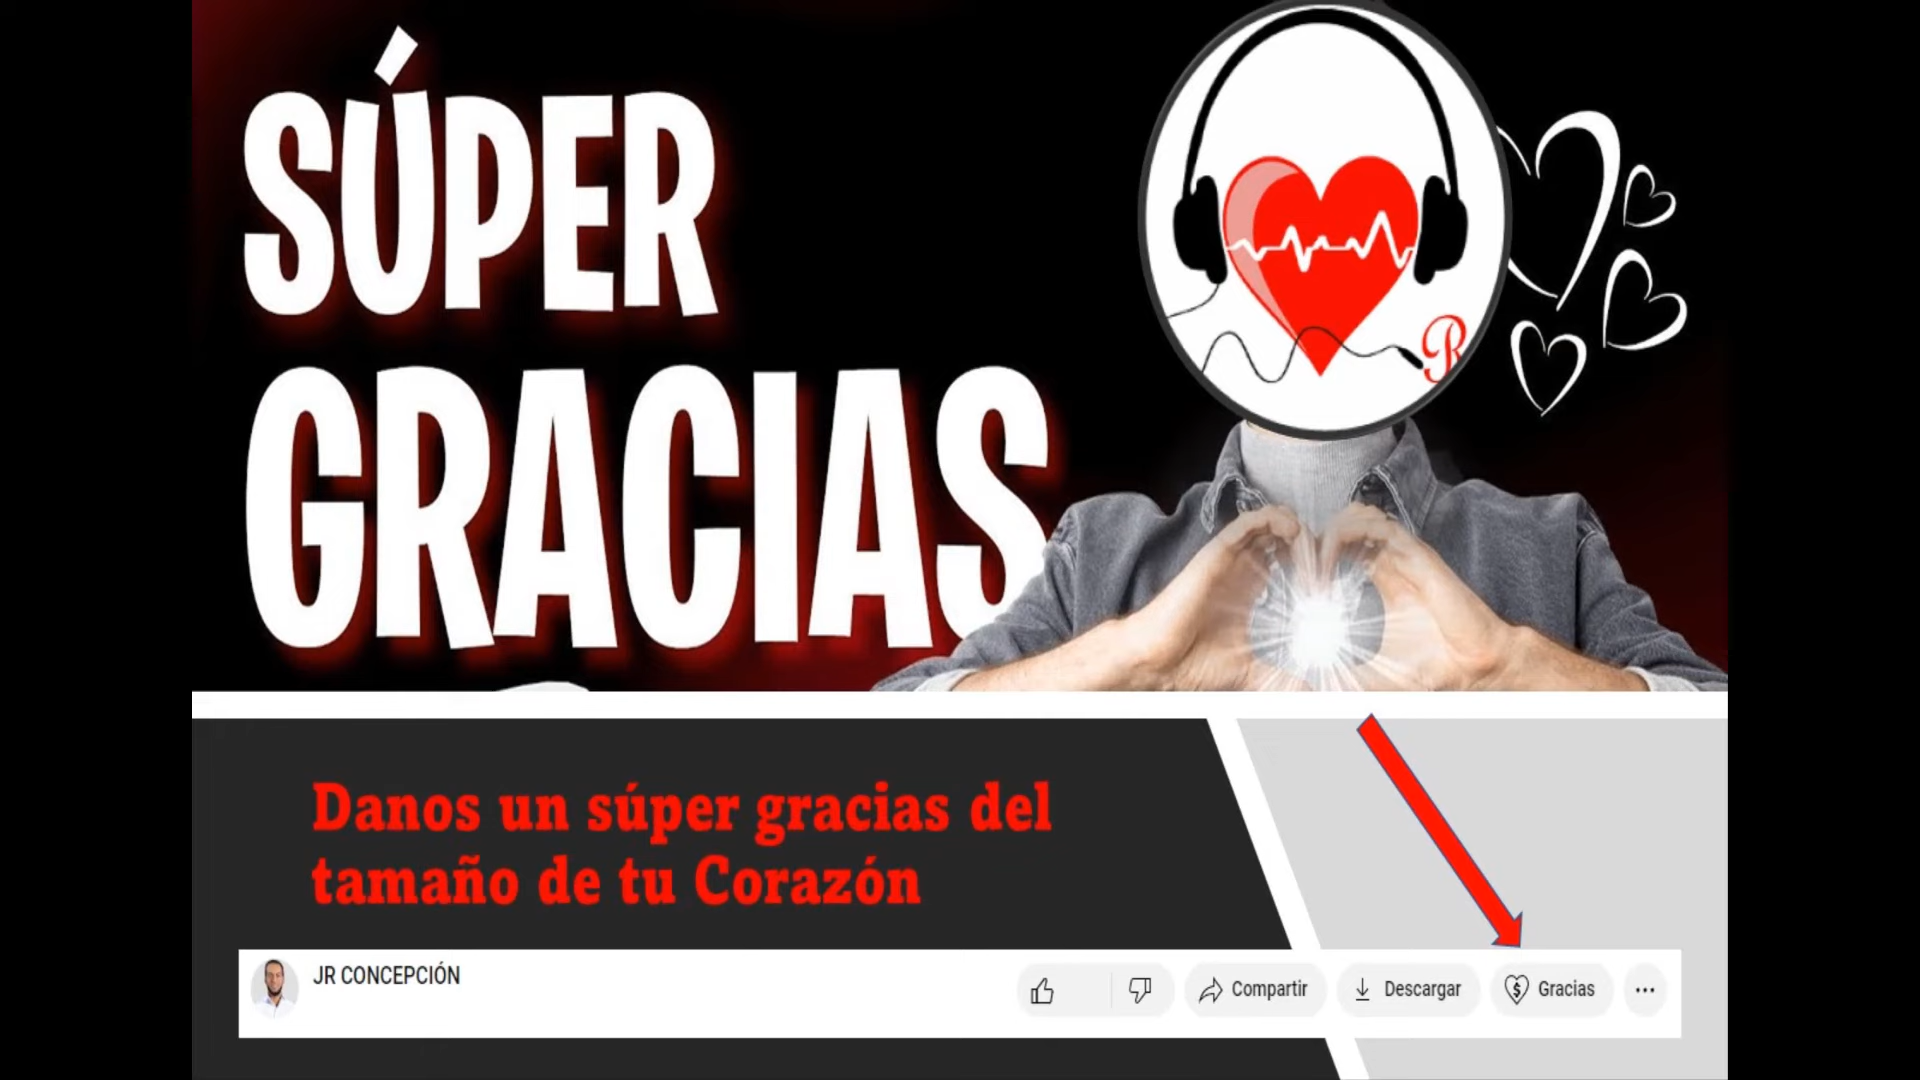 SÚPER
GRACIAS
R
Danos un súper gracias del
tamaño de tu Corazón
JR CONCEPCIÓN
Compartir
Descargar
$
Gracias